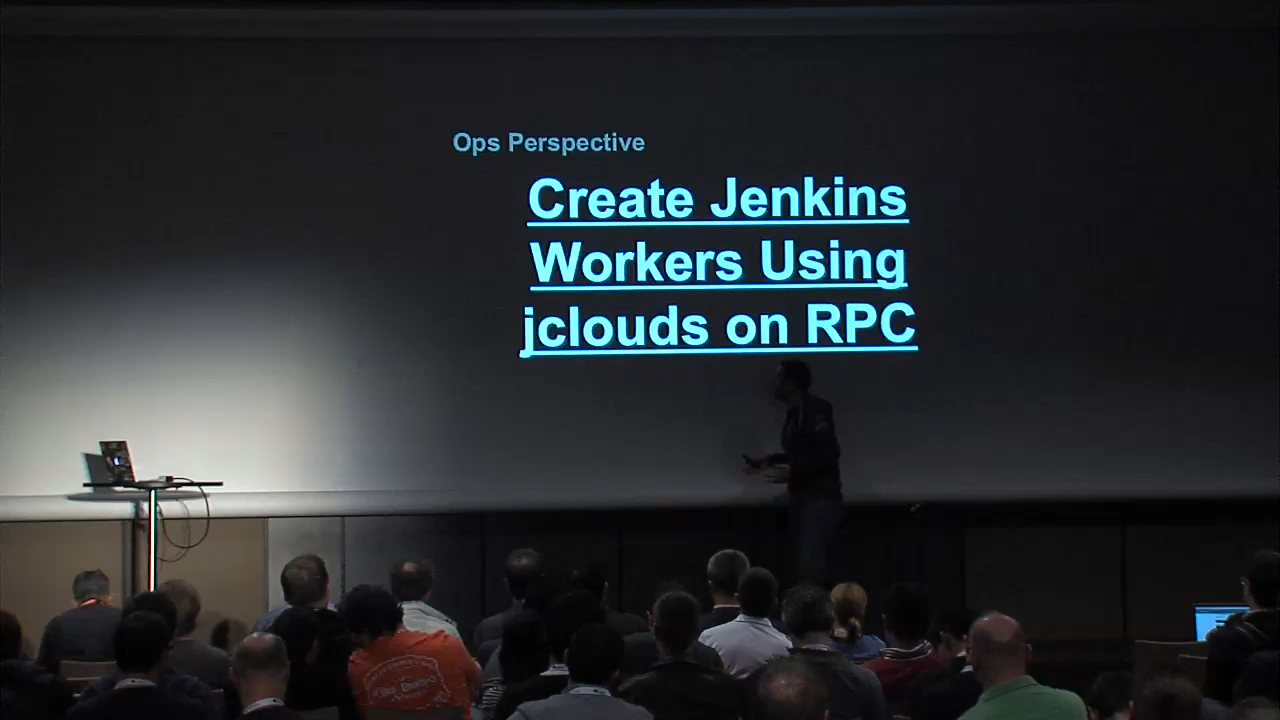 Ops Perspective
Create Jenkins
Workers Using
jclouds on RPC